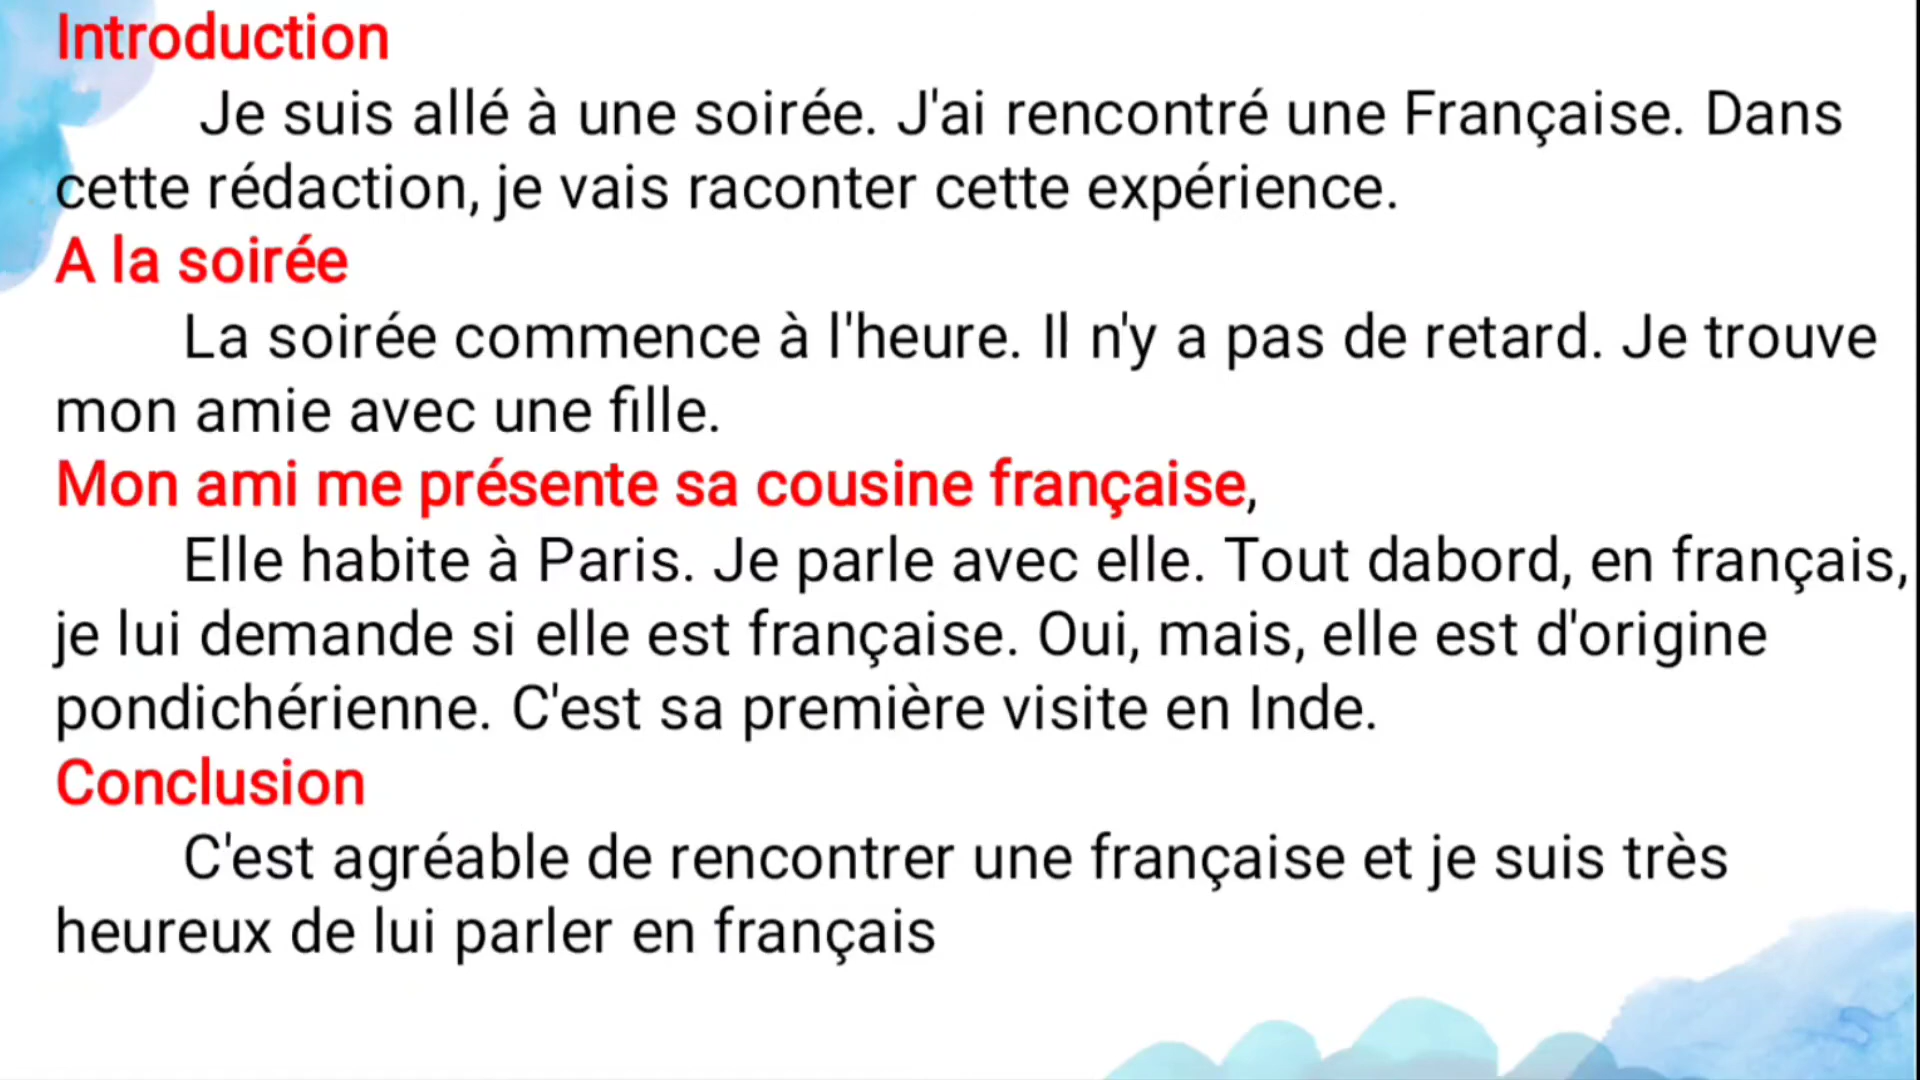 Introduction
Je suis allé à une soirée. J'ai rencontré une Française. Dans
cette rédaction, je vais raconter cette expérience.
A la soirée
La soirée commence à l'heure. Il n'y a pas de retard. Je trouve
mon amie avec une fille.
Mon ami me présente sa cousine française,
Elle habite à Paris. Je parle avec elle. Tout dabord, en français,
je lui demande si elle est française. Oui, mais, elle est d'origine
pondichérienne. C'est sa première visite en Inde.
Conclusion
C'est agréable de rencontrer une française et je suis très
heureux de lui parler en français